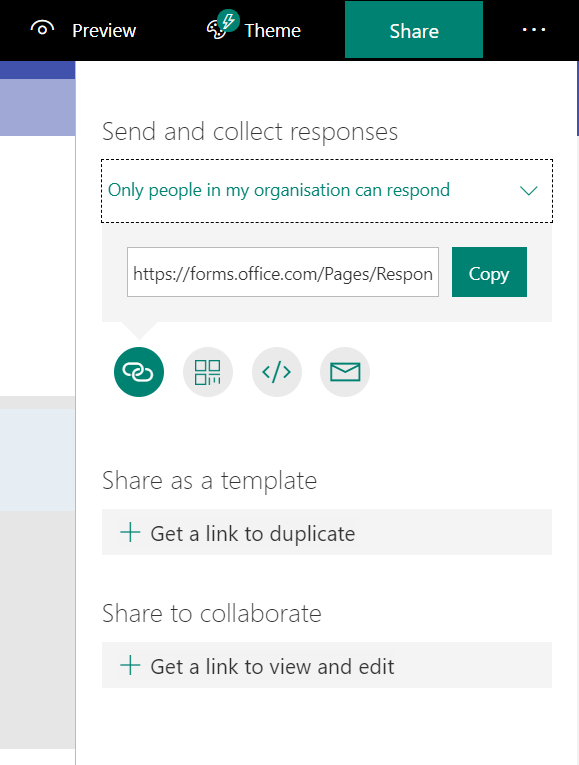 Preview Theme Share ...
Send and collect responses
Only people in my organisation can respond
https://forms.office.com/Pages/Respon Copy
</>
Share as a template
+ Get a link to duplicate
Share to collaborate
+ Get a link to view and edit